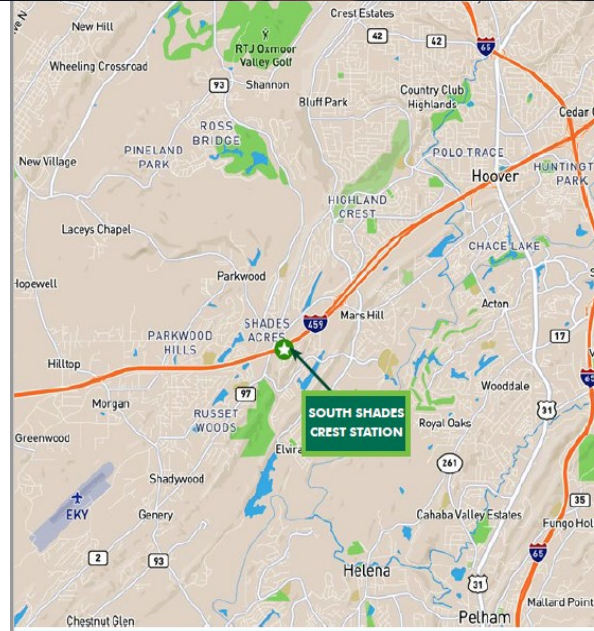 Crest Estates
New Hill
42
42
65
RTJ Oxmoor
Valley Golf
Wheeling Crossroad
93
Shannon
Country Club
Highlands
Bluff Park
Cedar
ROSS
BRIDGE
PINELAND
PARK
POLO TRACE
New Village
Hoover
HUNTINGT
PARK
HIGHLAND
CREST
Laceys Chapel
CHACE LAKE
Parkwood
Hopewell
Acton
SHADES
ACRES
459
Mars Hill
PARKWOOD
HILLS
17
Hilltop
65
97
Wooddale
Morgan
SOUTH SHADES
CREST STATION
31
RUSSET
WOODS
Royal Oaks
Greenwood
Elvira
261
Shadywood
EKY
35
Genery
Cahaba Valley Estates
Fungo Hol
2
93
65
Helena
31
Mallard Point
Chestnut Glen
Pelham